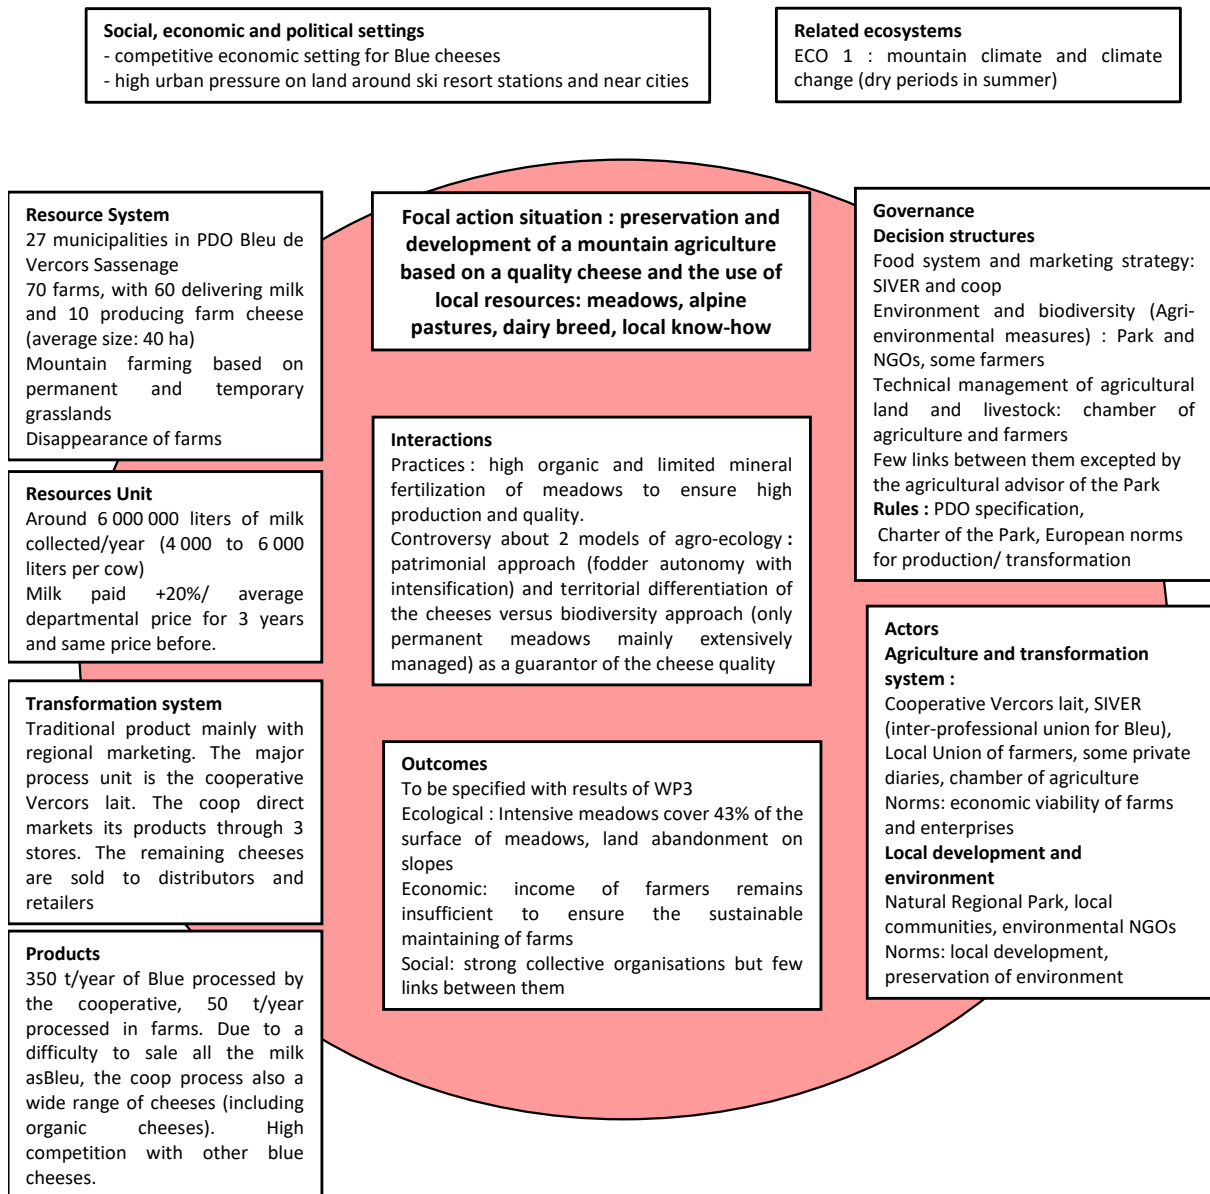 Social, economic and political settings
- competitive economic setting for Blue cheeses
- high urban pressure on land around ski resort stations and near cities
Related ecosystems
ECO 1 : mountain climate and climate
change (dry periods in summer)
Resource System
27 municipalities in PDO Bleu de
Vercors Sassenage
70 farms, with 60 delivering milk
and 10 producing farm cheese
(average size: 40 ha)
Mountain farming based on
permanent and temporary
grasslands
Disappearance of farms
Resources Unit
Around 6 000 000 liters of milk
collected/year (4 000 to 6 000
liters per cow)
Milk paid +20%/ average
departmental price for 3 years
and same price before.
Transformation system
Traditional product mainly with
regional marketing. The major
process unit is the cooperative
Vercors lait. The coop direct
markets its products through 3
stores. The remaining cheeses
are sold to distributors and
retailers
Products
350 t/year of Blue processed by
the cooperative, 50 t/year
processed in farms. Due to a
difficulty to sale all the milk
asBleu, the coop process also a
wide range of cheeses (including
organic cheeses). High
competition with other blue
cheeses.
Focal action situation : preservation and
development of a mountain agriculture
based on a quality cheese and the use of
local resources: meadows, alpine
pastures, dairy breed, local know-how
Interactions
Practices : high organic and limited mineral
fertilization of meadows to ensure high
production and quality.
Controversy about 2 models of agro-ecology :
patrimonial approach (fodder autonomy with
intensification) and territorial differentiation of
the cheeses versus biodiversity approach (only
permanent meadows mainly extensively
managed) as a guarantor of the cheese quality
Outcomes
To be specified with results of WP3
Ecological : Intensive meadows cover 43% of the
surface of meadows, land abandonment on
slopes
Economic: income of farmers remains
insufficient to ensure the sustainable
maintaining of farms
Social: strong collective organisations but few
links between them
Governance
Decision structures
Food system and marketing strategy:
SIVER and coop
Environment and biodiversity (Agri-
environmental measures) : Park and
NGOs, some farmers
Technical management of agricultural
land and livestock: chamber of
agriculture and farmers
Few links between them excepted by
the agricultural advisor of the Park
Rules : PDO specification,
Charter of the Park, European norms
for production/ transformation
Actors
Agriculture and transformation
system :
Cooperative Vercors lait, SIVER
(inter-professional union for Bleu),
Local Union of farmers, some private
diaries, chamber of agriculture
Norms: economic viability of farms
and enterprises
Local development and
environment
Natural Regional Park, local
communities, environmental NGOs
Norms: local development,
preservation of environment